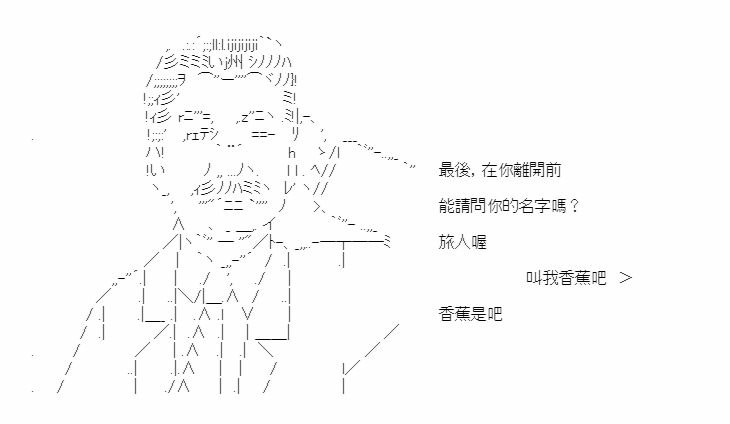 最後，在你離開前
能請問你的名字嗎？
旅人喔
叫我香蕉吧　＞
香蕉是吧